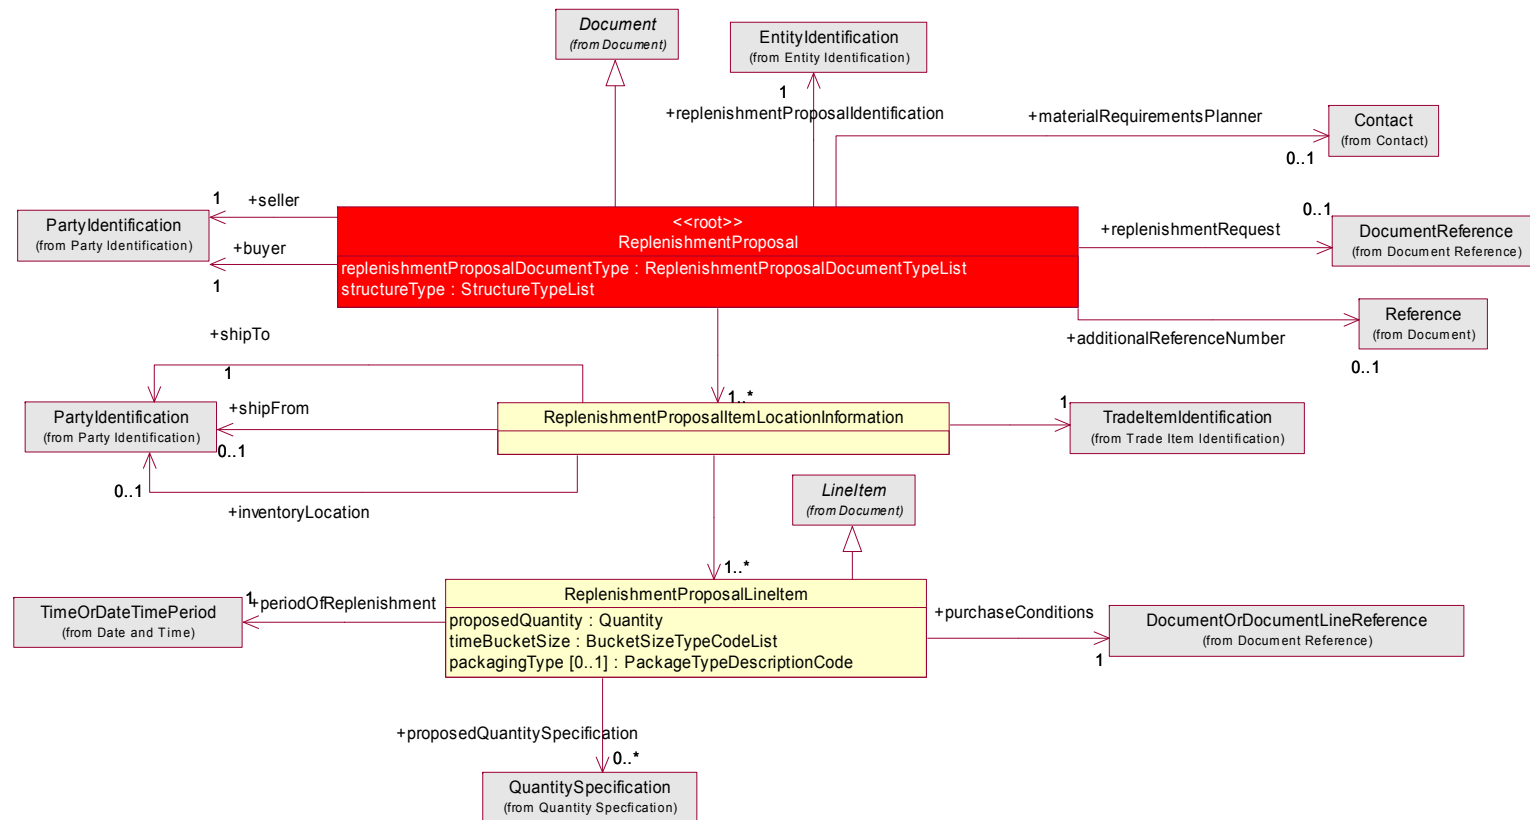 Document
(from Document)
EntityIdentification
(from Entity Identification)
1
+replenishmentProposalIdentification
+materialRequirementsPlanner
Contact
(from Contact)
0..1
1
+seller
PartyIdentification
(from Party Identification)
+buyer
1
<<root>>
ReplenishmentProposal
replenishmentProposalDocumentType : ReplenishmentProposalDocumentTypeList
structureType : StructureTypeList
0..1
+replenishmentRequest
DocumentReference
(from Document Reference)
Reference
(from Document)
+additionalReferenceNumber
0..1
+shipTo
1
1..*
PartyIdentification
(from Party Identification)
+shipFrom
0..1
0..1
+inventoryLocation
ReplenishmentProposalItemLocationInformation
1
TradeItemIdentification
(from Trade Item Identification)
LineItem
(from Document)
1..*
1
+periodOfReplenishment
TimeOrDateTimePeriod
(from Date and Time)
ReplenishmentProposalLineItem
proposedQuantity : Quantity
timeBucketSize : BucketSizeTypeCodeList
packagingType [0..1] : PackageTypeDescriptionCode
+purchaseConditions
1
DocumentOrDocumentLineReference
(from Document Reference)
+proposedQuantitySpecification
0..*
QuantitySpecification
(from Quantity Specfication)